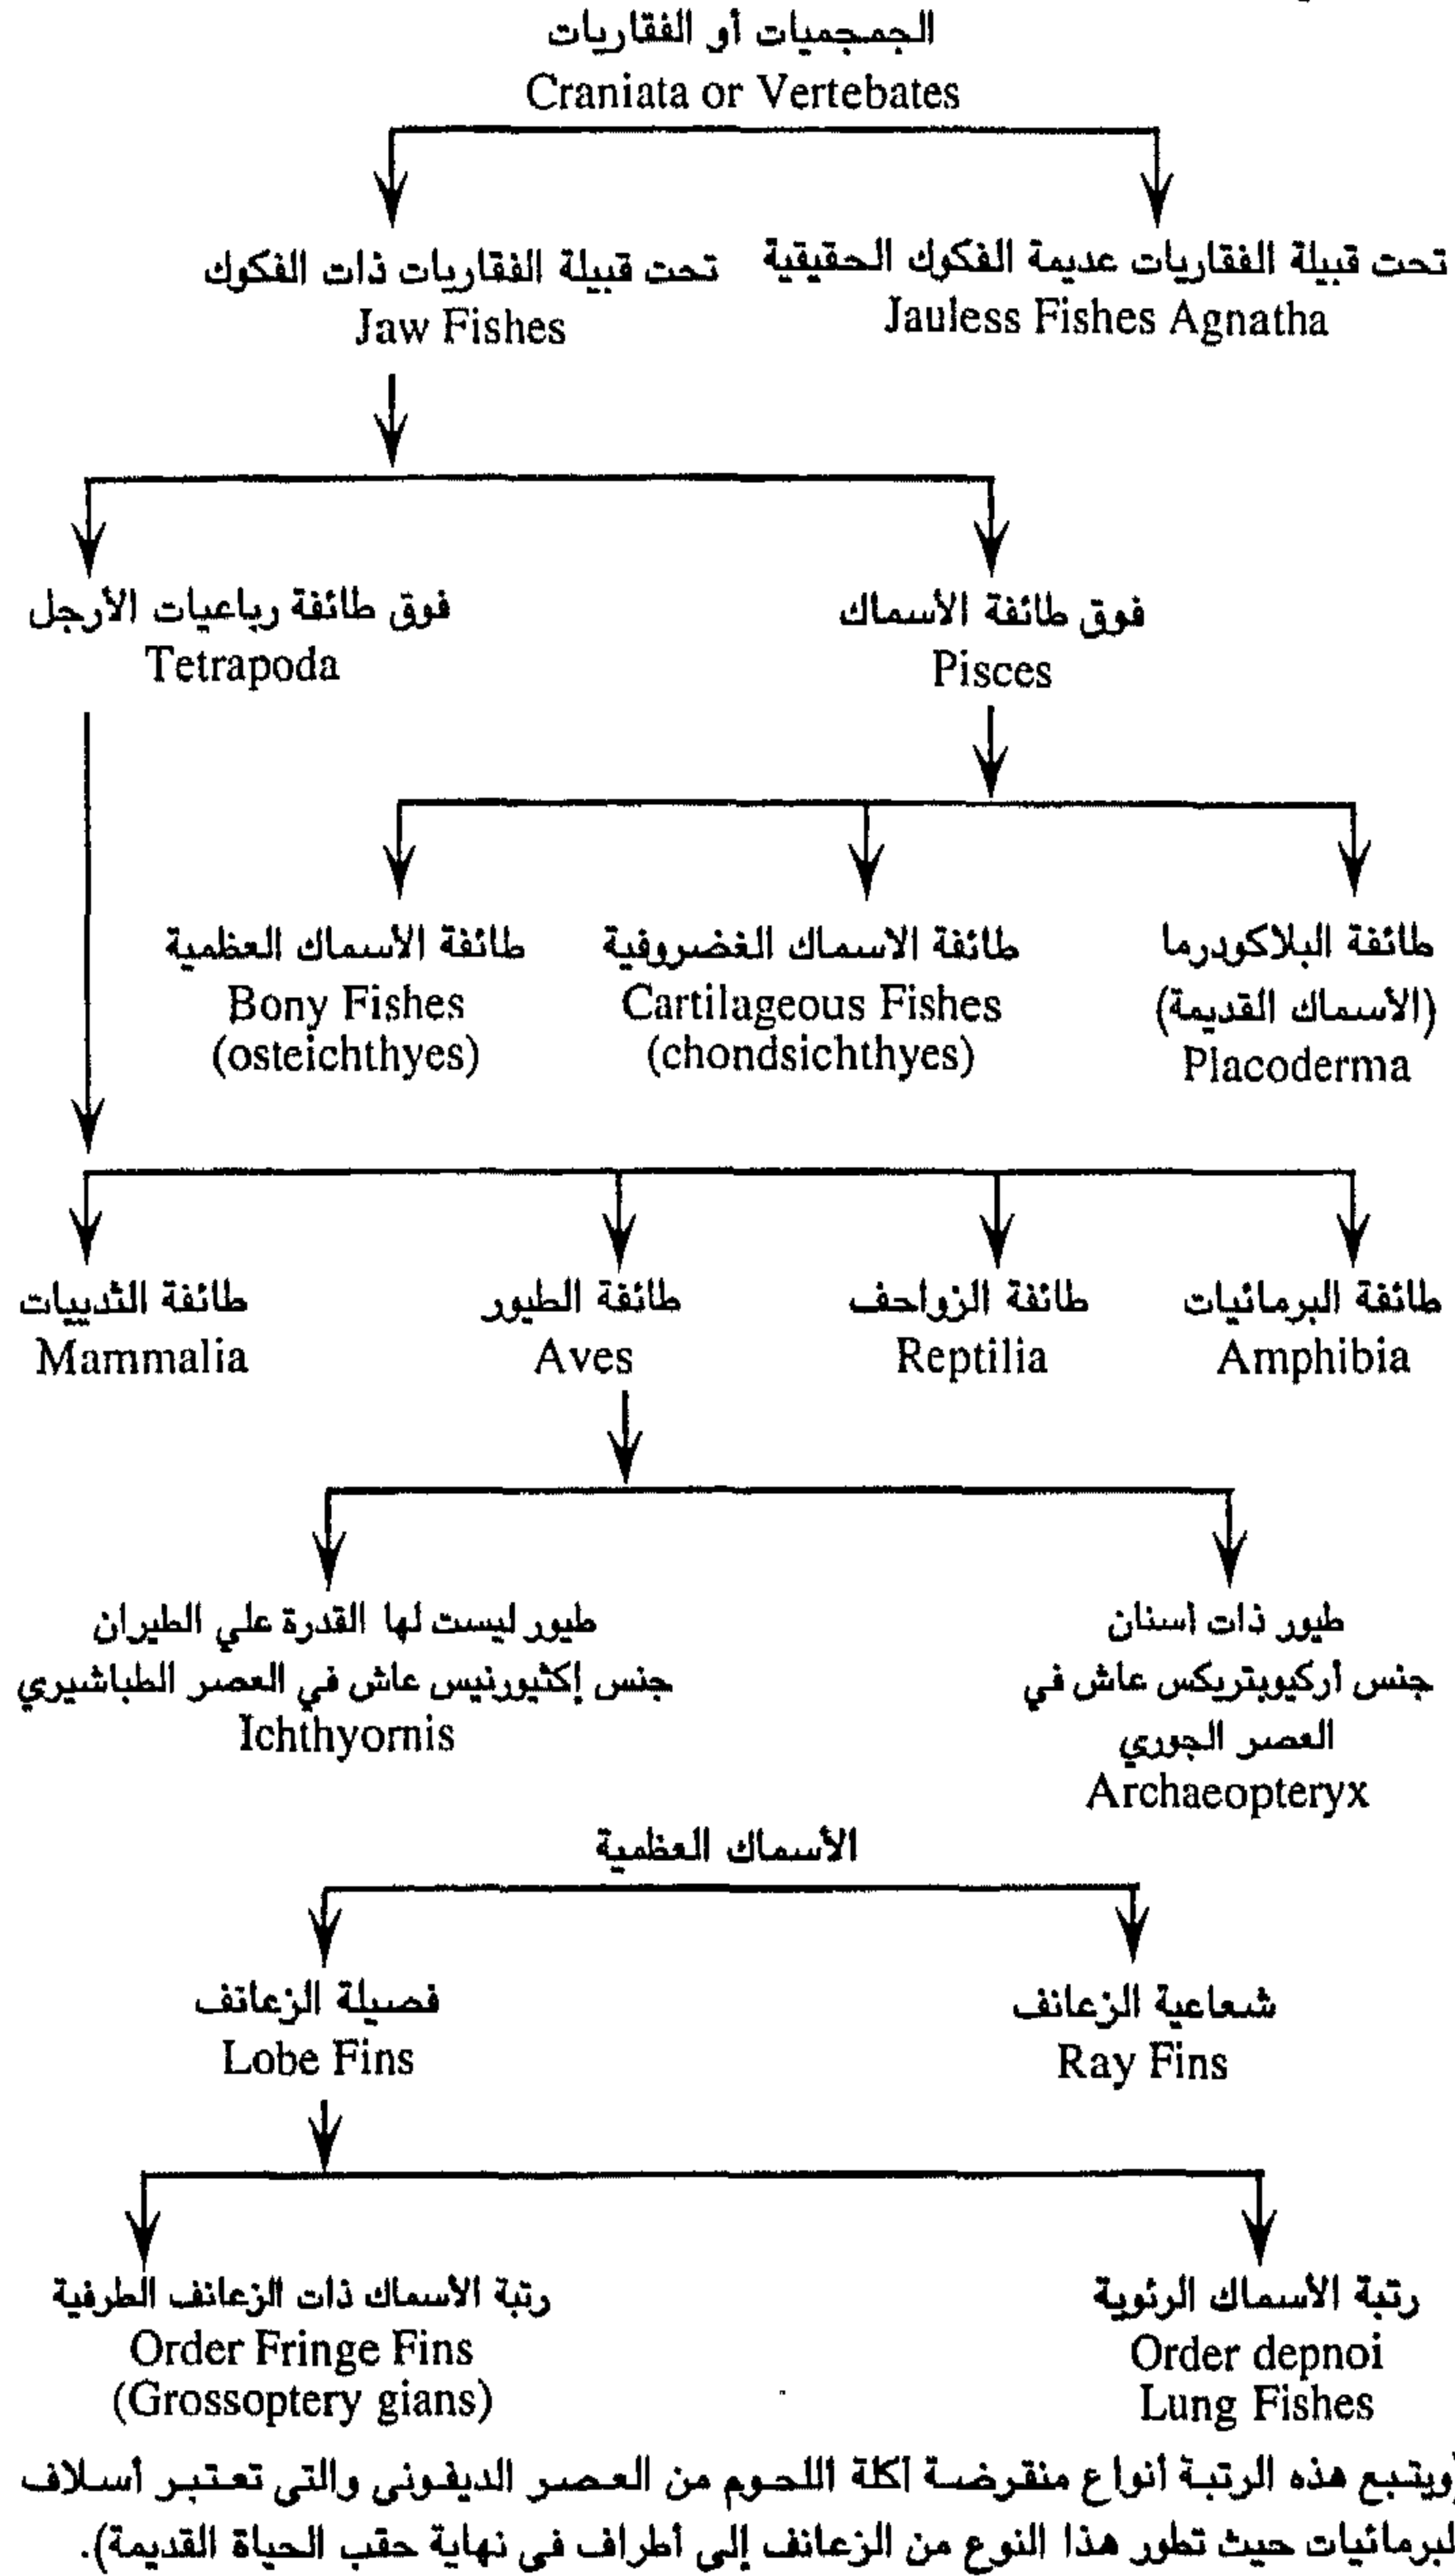 الجمجميات أو الفقاريات
Craniata or Vertebates
تحت قبيلة الفقاريات عديمة الفكوك الحقيقية
Jauless Fishes Agnatha
تحت قبيلة الفقاريات ذات الفكوك
Jaw Fishes
فوق طائفة الأسماك
Pisces
فوق طائفة رباعيات الأرجل
Tetrapoda
طائفة البلاكودرما
(الأسماك القديمة)
Placoderma
طائفة الاسماك الغضروفية
Cartilageous Fishes
(chondsichthyes)
طائفة الأسماك العظمية
Bony Fishes
(osteichthyes)
طائفة البرمائيات
Amphibia
طائفة الزواحف
Reptilia
طائفة الطيور
Aves
طائفة الثدييات
Mammalia
طيور ذات أسنان
جنس أركيوبتريكس عاش في
العصر الجوري
Archaeopteryx
طيور ليست لها القدرة علي الطيران
جنس إكثيورنيس عاش في العصر الطباشيري
Ichthyornis
الأسماك العظمية
شعاعية الزعانف
Ray Fins
فصيلة الزعانف
Lobe Fins
رتبة الأسماك الرئوية
Order depnoi
Lung Fishes
رتبة الأسماك ذات الزعانف الطرفية
Order Fringe Fins
(Grossoptery gians)
(ويتبع هذه الرتبة أنواع منقرضة آكلة اللحوم من العصر الديفونى والتى تعتبر أسلاف
لبرمائيات حيث تطور هذا النوع من الزعانف إلى أطراف فى نهاية حقب الحياة القديمة).